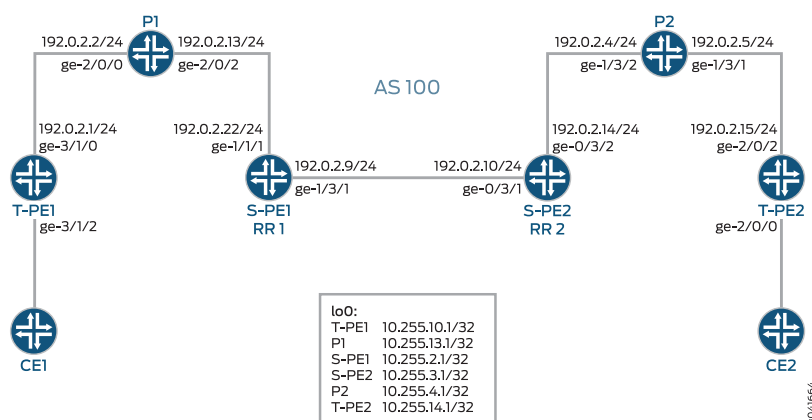 P1
P2
192.0.2.2/24
192.0.2.13/24
192.0.2.4/24
192.0.2.5/24
ge-2/0/0
ge-2/0/2
ge-1/3/2
ge-1/3/1
AS 100
192.0.2.1/24
192.0.2.22/24
192.0.2.14/24
192.0.2.15/24
ge-3/1/0
ge-1/1/1
ge-0/3/2
ge-2/0/2
192.0.2.9/24
192.0.2.10/24
ge-1/3/1
ge-0/3/1
T-PE1
S-PE1
RR 1
S-PE2
RR 2
T-PE2
ge-3/1/2
ge-2/0/0
lo0:
T-PE1 10.255.10.1/32
P1 10.255.13.1/32
S-PE1 10.255.2.1/32
S-PE2 10.255.3.1/32
P2 10.255.4.1/32
T-PE2 10.255.14.1/32
CE1
CE2